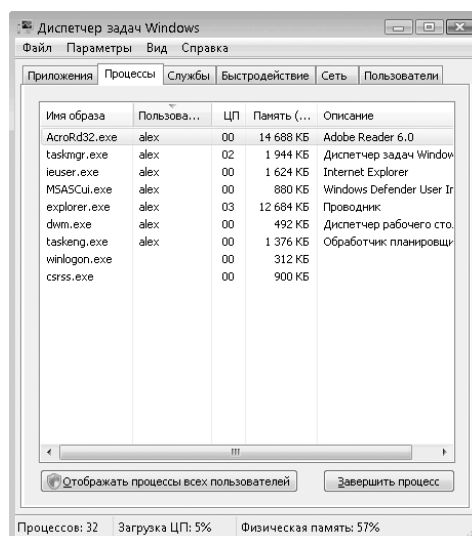 Диспетчер задач Windows
Файл Параметры Вид Справка
Приложения Процессы Службы Быстродействие Сеть Пользователи
Имя образа Пользова... ЦП Память (... Описание
AcroRd32.exe alex 00 14 688 КБ Adobe Reader 6.0
taskmgr.exe alex 02 1 944 КБ Диспетчер задач Window
ieuser.exe alex 00 1 624 КБ Internet Explorer
MSASCui.exe alex 00 880 КБ Windows Defender User Ir
explorer.exe alex 03 12 684 КБ Проводник
dwm.exe alex 00 492 КБ Диспетчер рабочего сто.
taskeng.exe alex 00 1 376 КБ Обработчик планировщи
winlogon.exe 00 312 КБ
csrss.exe 00 900 КБ
Отображать процессы всех пользователей Завершить процесс
Процессов: 32 Загрузка ЦП: 5% Физическая память: 57%